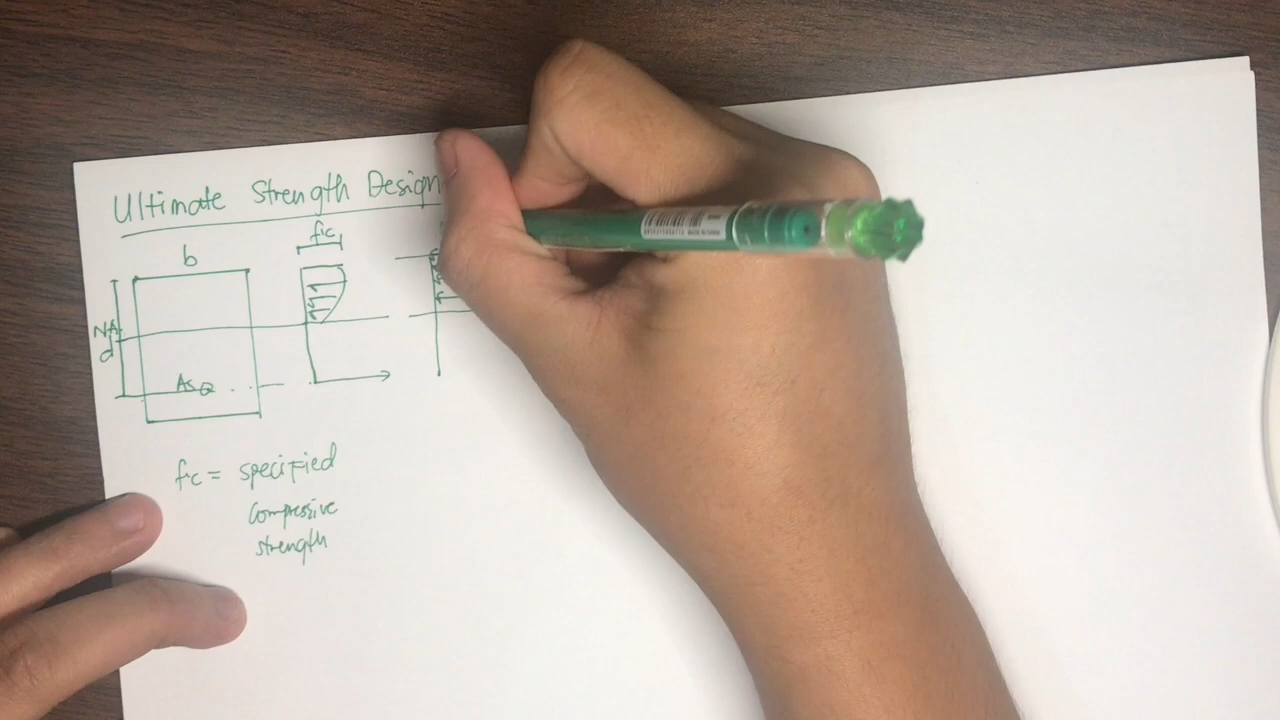 Ultimate Strength Design
fc
b
NA
d
As
fc = specified
compressive
strength